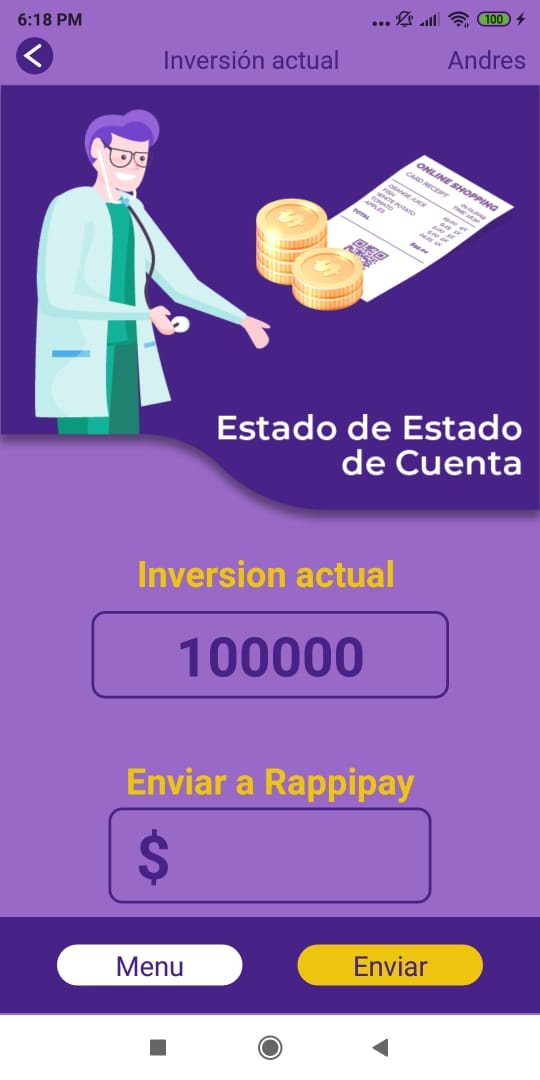 6:18 PM
100
Inversión actual
Andres
ONLINE SHOPPING
CARD RECEIPT
ORANGE JUICE
FISH
WHITE POTATO
TOMATO
APPLES
TOTAL
Estado de Estado
de Cuenta
Inversion actual
100000
Enviar a Rappipay
$
Menu
Enviar